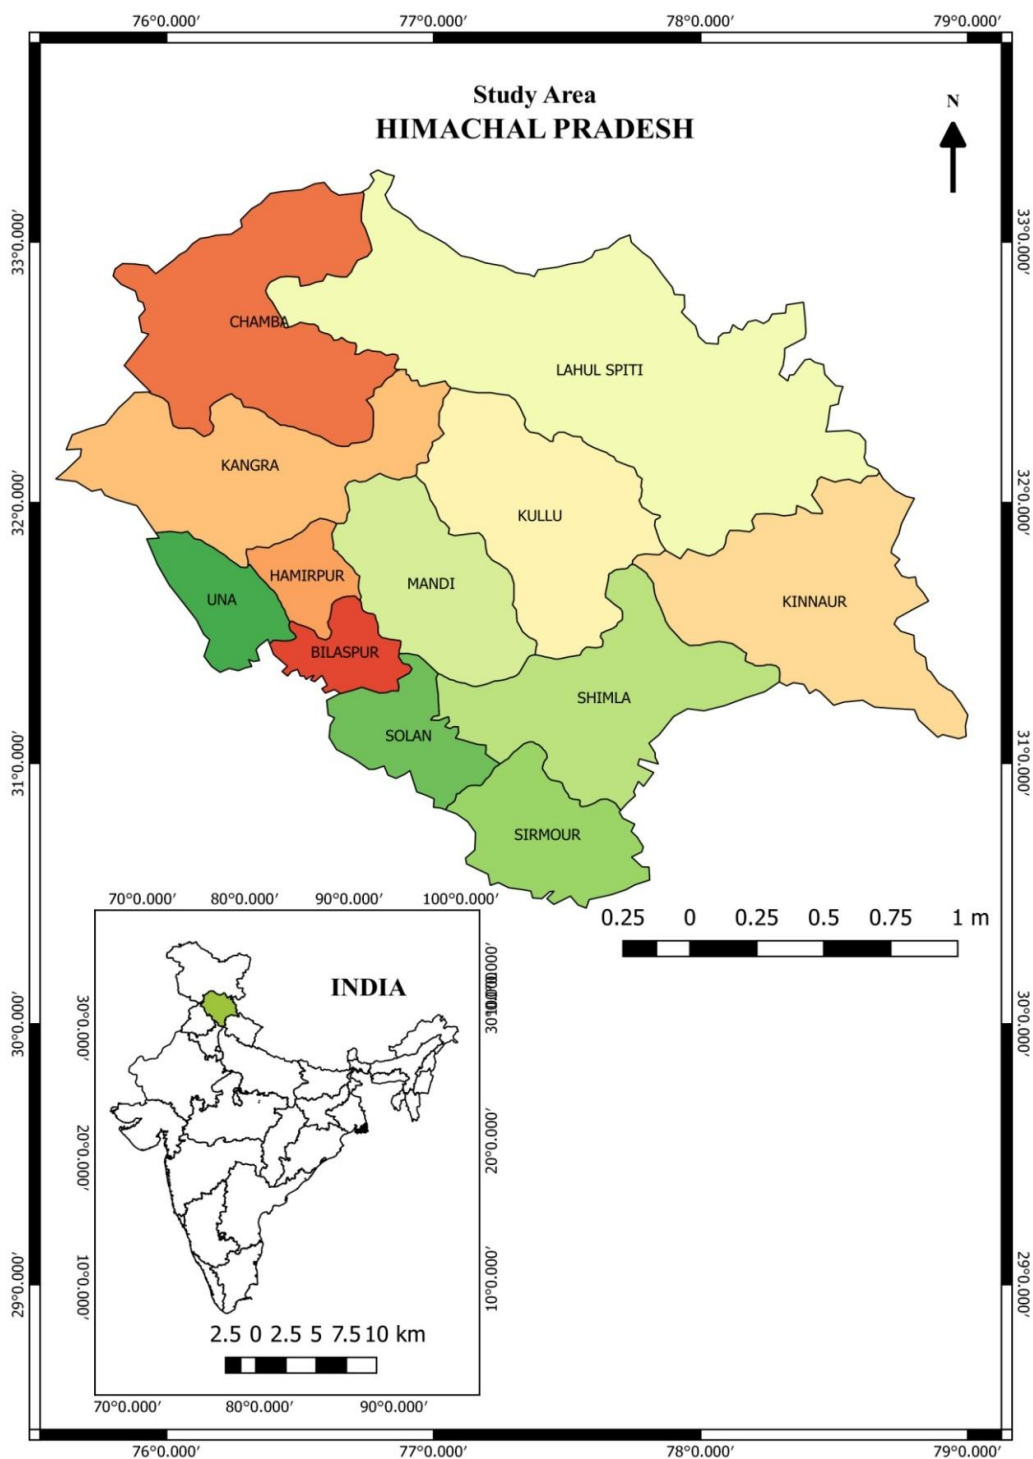 76°0.000′ 77°0.000′ 78°0.000′ 79°0.000′
Study Area
HIMACHAL PRADESH
N
33°0.000′ 33°0.000′
CHAMBA
LAHUL SPITI
KANGRA
32°0.000′ 32°0.000′
KULLU
HAMIRPUR
MANDI
UNA
KINNAUR
BILASPUR
SHIMLA
SOLAN
31°0.000′ 31°0.000′
SIRMOUR
70°0.000′ 80°0.000′ 90°0.000′ 100°0.000′
0.25 0 0.25 0.5 0.75 1 m
INDIA
30°0.000′ 30°0.000′
30°0.000′
20°0.000′ 20°0.000′
10°0.000′ 10°0.000′
29°0.000′ 29°0.000′
2.5 0 2.5 5 7.5 10 km
70°0.000′ 80°0.000′ 90°0.000′
76°0.000′ 77°0.000′ 78°0.000′ 79°0.000′